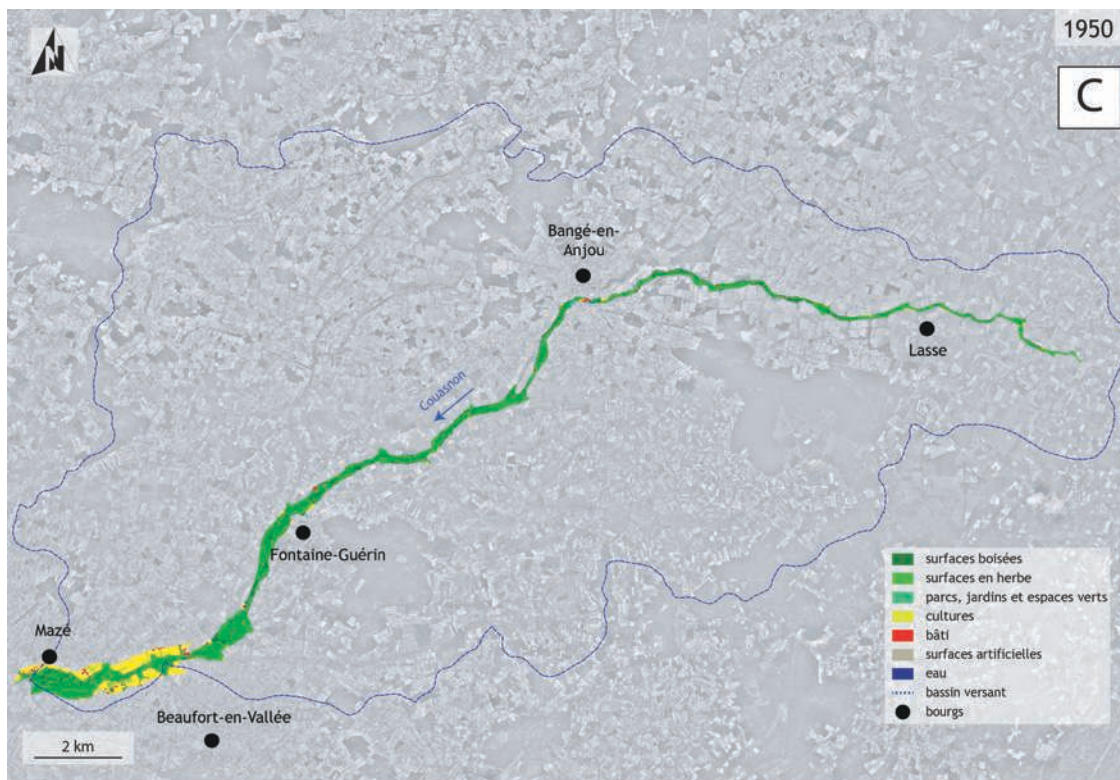 1950
N
C
Bangé-en-
Anjou
Lasse
Couasnon
Fontaine-Guérin
Mazé
Beaufort-en-Vallée
2 km
surfaces boisées
surfaces en herbe
parcs, jardins et espaces verts
cultures
bâti
surfaces artificielles
eau
bassin versant
bourgs